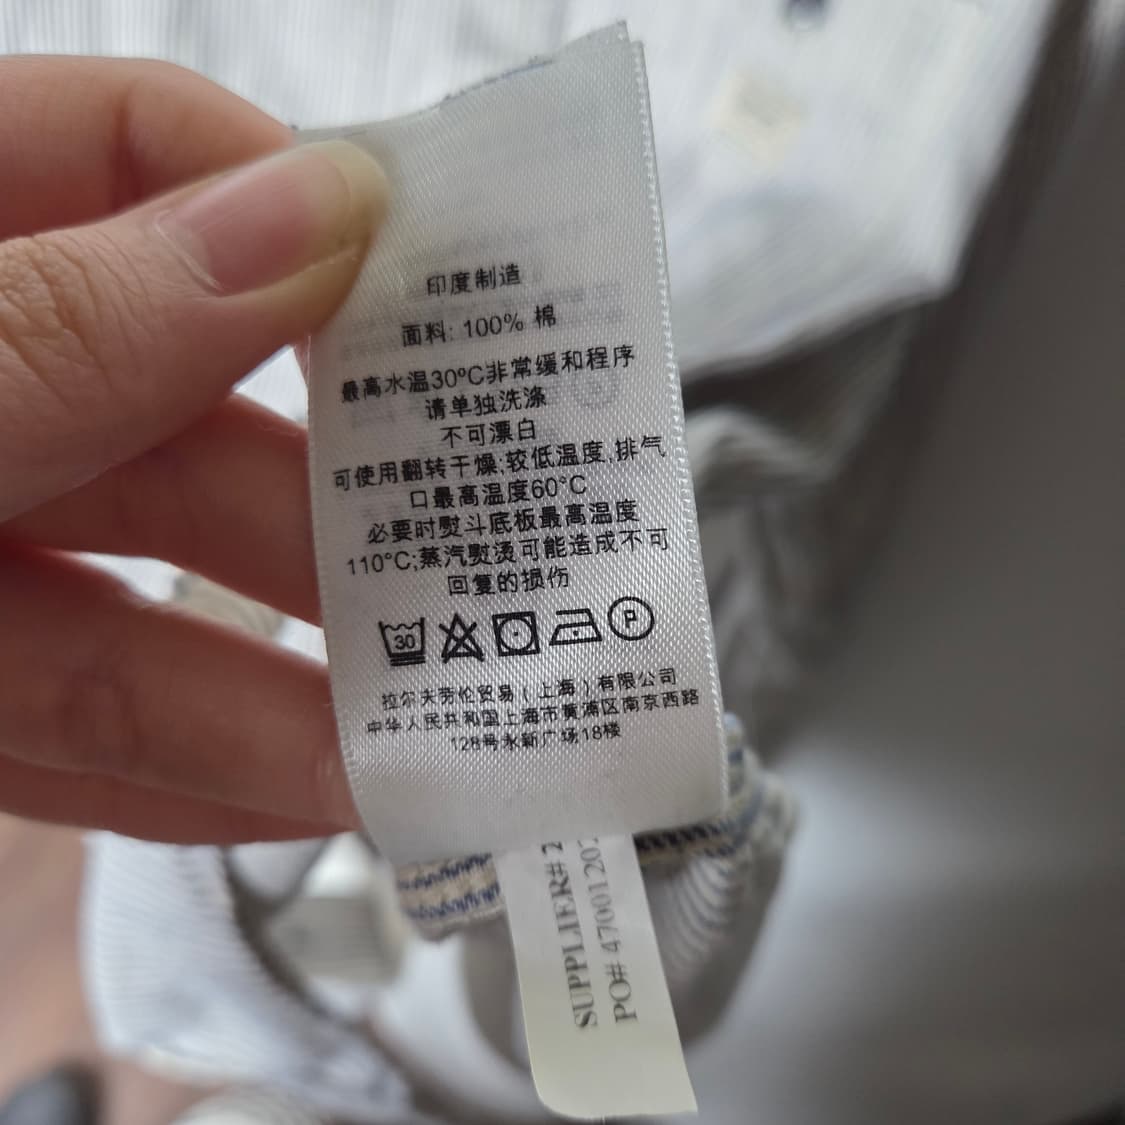 印度制造
面料: 100% 棉
最高水温30ºC非常缓和程序
请单独洗涤
不可漂白
可使用翻转干燥;较低温度,排气
口最高温度60°C
必要时熨斗底板最高温度
110°C;蒸汽熨烫可能造成不可
回复的损伤
30
P
拉尔夫劳伦贸易（上海）有限公司
中华人民共和国上海市黄浦区南京西路
128号永新广场18楼
SUPPLIER# 2
PO# 47001207